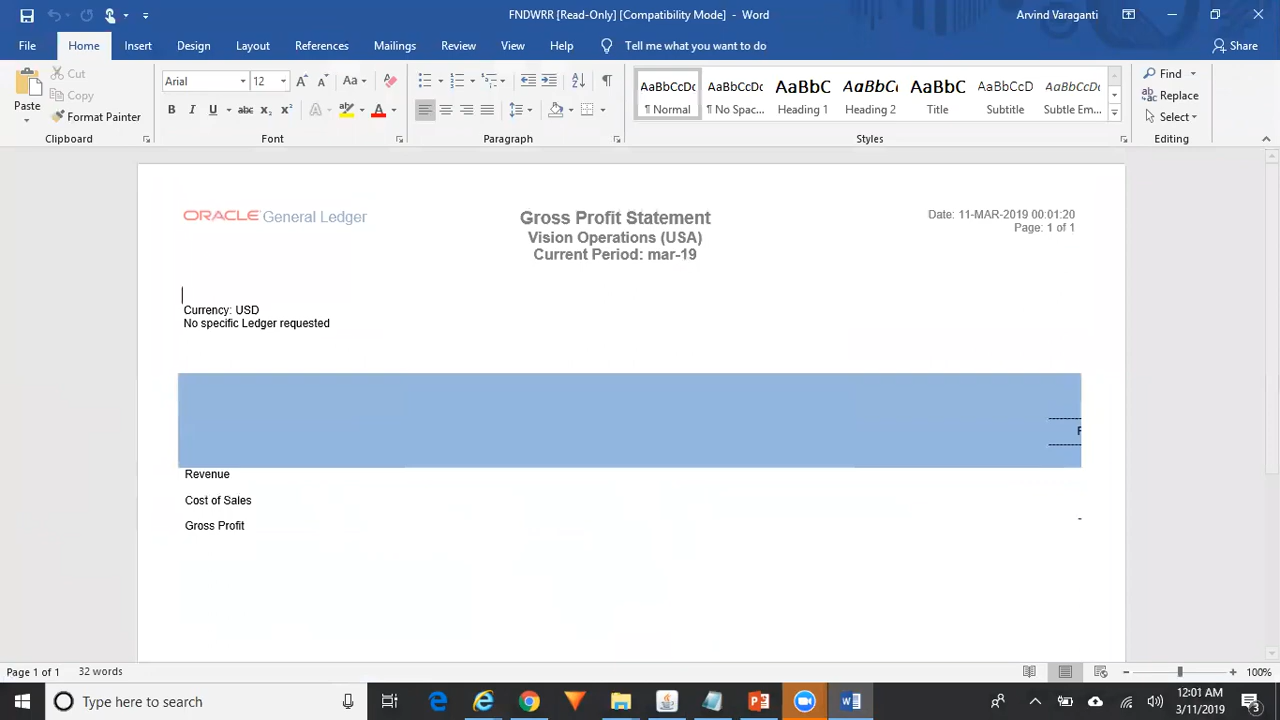 FNDWRR [Read-Only] [Compatibility Mode] - Word
Arvind Varaganti
File Home Insert Design Layout References Mailings Review View Help Tell me what you want to do Share
Paste
Cut
Copy
Format Painter
Clipboard
Arial 12
Font
Paragraph
AaBbCcDc AaBbCcDc AaBbC AaBbCc AaBbC AaBbCcD AaBbCcDc
¶ Normal ¶ No Spac... Heading 1 Heading 2 Title Subtitle Subtle Em...
Styles
Find
Replace
Select
Editing
ORACLE General Ledger
Gross Profit Statement
Vision Operations (USA)
Current Period: mar-19
Date: 11-MAR-2019 00:01:20
Page: 1 of 1
Currency: USD
No specific Ledger requested
Revenue
Cost of Sales
Gross Profit
Page 1 of 1 32 words
100%
Type here to search
12:01 AM
3/11/2019
3